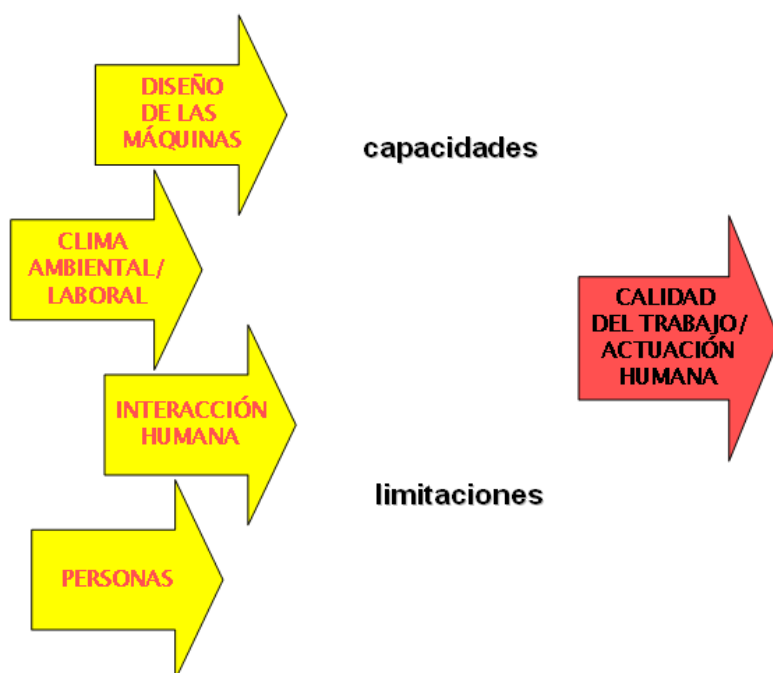 DISEÑO
DE LAS
MÁQUINAS
capacidades
CLIMA
AMBIENTAL/
LABORAL
CALIDAD
DEL TRABAJO/
ACTUACIÓN
HUMANA
INTERACCIÓN
HUMANA
limitaciones
PERSONAS